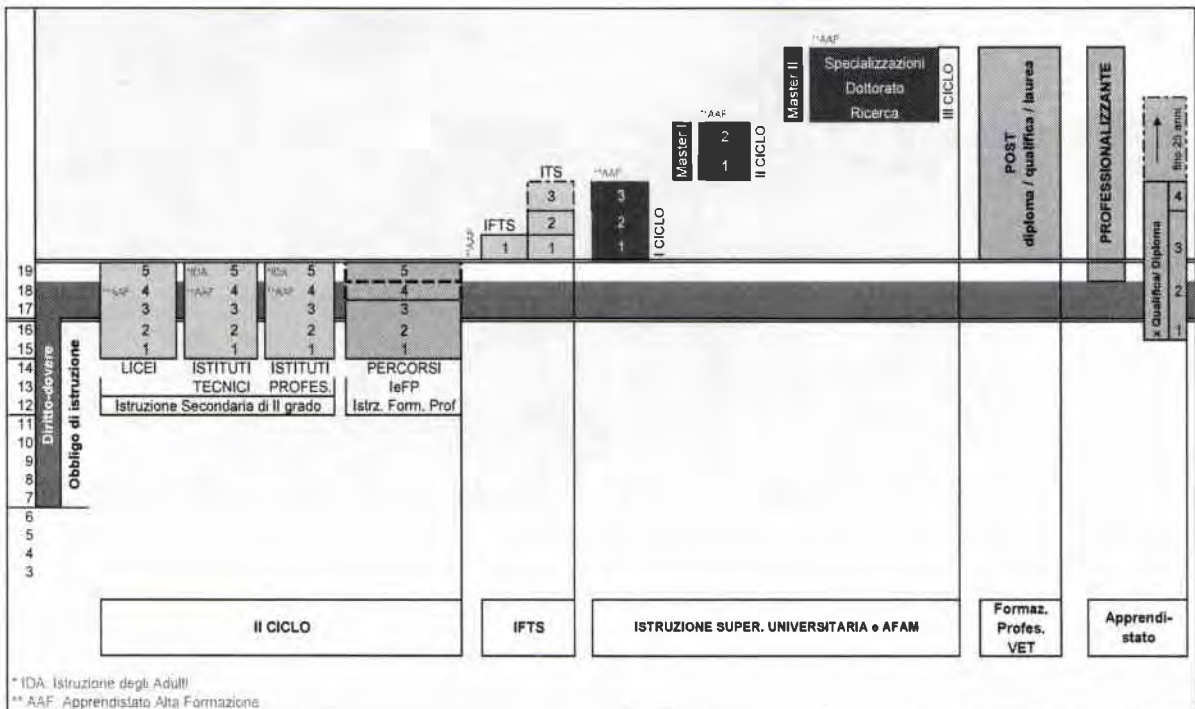 **AAF
Master II
Specializzazioni
Dottorato
Ricerca
III CICLO
**AAF
Master I
2
1
II CICLO
ITS
3
2
1
IFTS
1
**AAF
**AAF
3
2
1
I CICLO
POST
diploma / qualifica / laurea
PROFESSIONALIZZANTE
fino 29 anni
x Qualifica/ Diploma
4
3
2
1
19
18
17
16
15
14
13
12
11
10
9
8
7
6
5
4
3
Diritto-dovere
Obbligo di istruzione
5
**AAF 4
3
2
1
LICEI
*IDA 5
**AAF 4
3
2
1
ISTITUTI
TECNICI
*IDA 5
**AAF 4
3
2
1
ISTITUTI
PROFES.
Istruzione Secondaria di II grado
5
4
3
2
1
PERCORSI
IeFP
Istrz. Form. Prof
II CICLO
IFTS
ISTRUZIONE SUPER. UNIVERSITARIA e AFAM
Formaz.
Profes.
VET
Apprendi-
stato
* IDA: Istruzione degli Adulti
** AAF: Apprendistato Alta Formazione